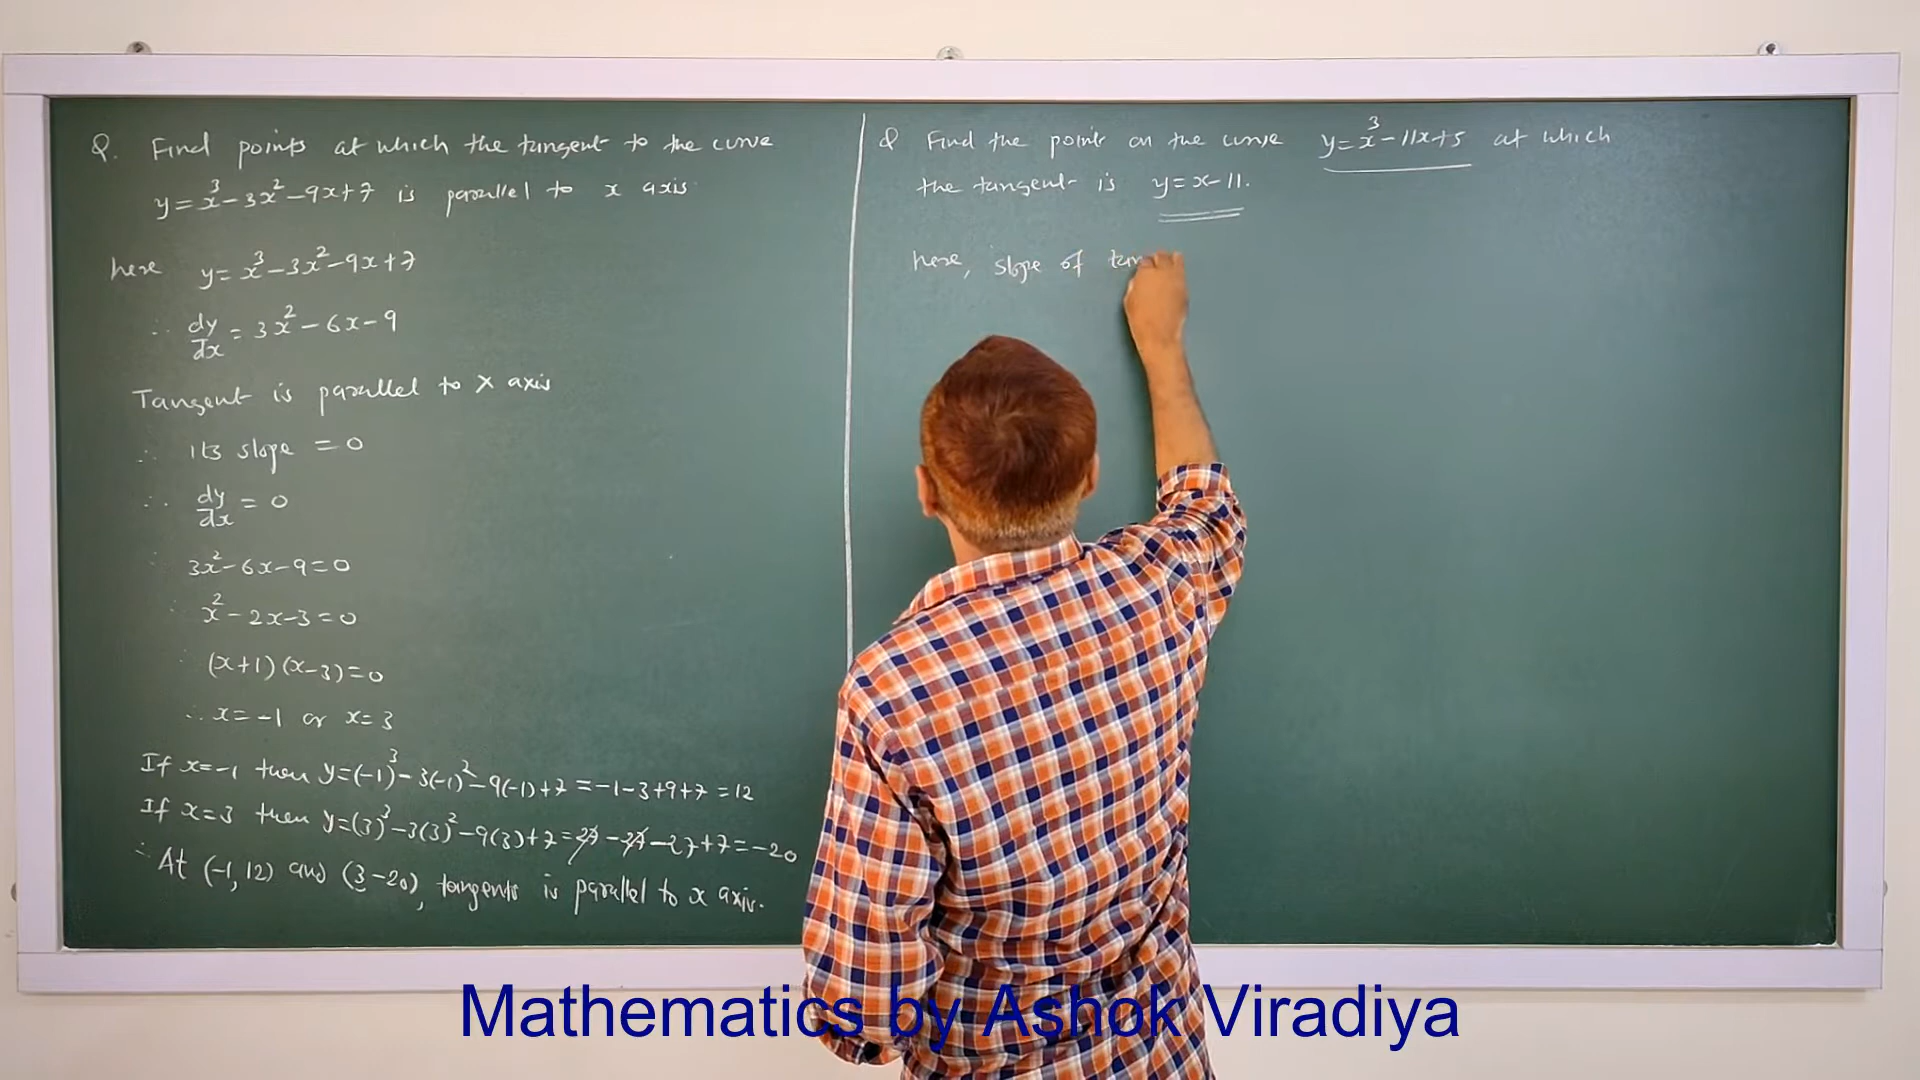 Q. Find points at which the tangent to the curve
y=x³-3x²-9x+7 is parallel to x axis
here y=x³-3x²-9x+7
∴ dy/dx = 3x²-6x-9
Tangent is parallel to X axis
∴ its slope = 0
∴ dy/dx = 0
∴ 3x²-6x-9=0
∴ x²-2x-3=0
∴ (x+1)(x-3)=0
∴ x=-1 or x=3
If x=-1 then y=(-1)³-3(-1)²-9(-1)+7=-1-3+9+7=12
If x=3 then y=(3)³-3(3)²-9(3)+7=27-27-27+7=-20
∴ At (-1,12) and (3,-20), tangents is parallel to x axis.
Q Find the point on the curve y=x³-11x+5 at which
the tangent is y=x-11.
here, slope of tan
Mathematics by Ashok Viradiya